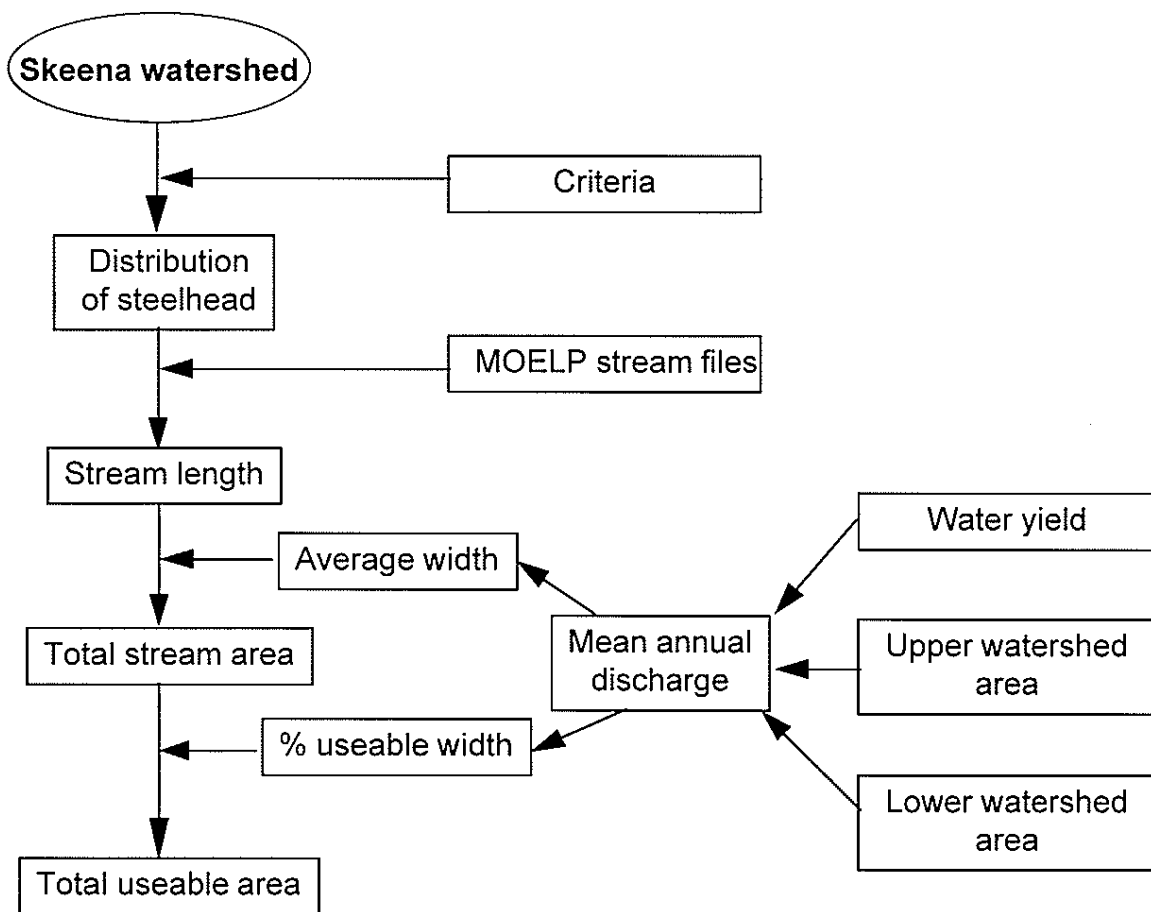 Skeena watershed
Criteria
Distribution
of steelhead
MOELP stream files
Stream length
Water yield
Average width
Mean annual
discharge
Total stream area
Upper watershed
area
% useable width
Lower watershed
area
Total useable area